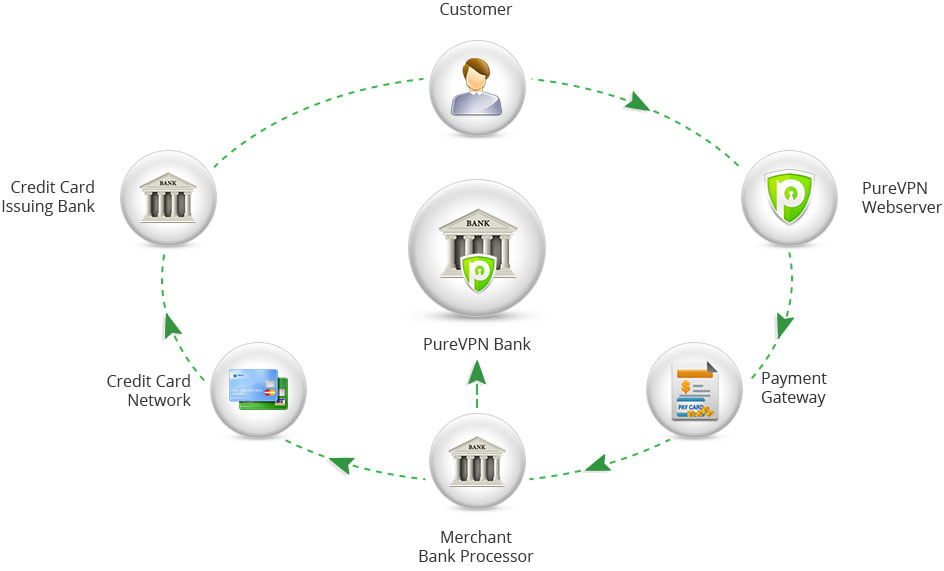 Customer
Credit Card
Issuing Bank
BANK
PureVPN
Webserver
BANK
PureVPN Bank
Credit Card
Network
PAY CARD
Payment
Gateway
BANK
Merchant
Bank Processor